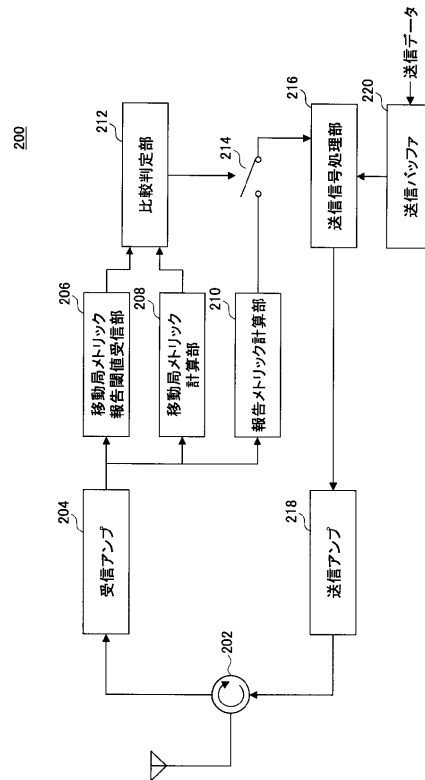 200
212
比較判定部
214
216
送信信号処理部
220
送信バッファ
送信データ
206
移動局メトリック
報告閾値受信部
208
移動局メトリック
計算部
210
報告メトリック計算部
204
受信アンプ
218
送信アンプ
202